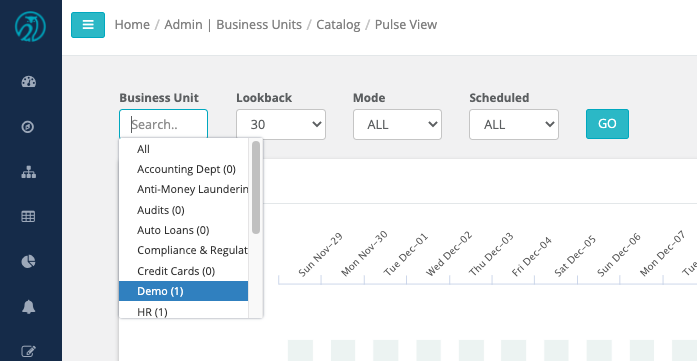 Home / Admin | Business Units / Catalog / Pulse View
Business Unit Lookback Mode Scheduled
Search.. 30 ALL ALL GO
All
Accounting Dept (0)
Anti-Money Launderin
Audits (0)
Auto Loans (0)
Compliance & Regulat
Credit Cards (0)
Demo (1)
HR (1)
Sun Nov-29 Mon Nov-30 Tue Dec-01 Wed Dec-02 Thu Dec-03 Fri Dec-04 Sat Dec-05 Sun Dec-06 Mon Dec-07 Tue